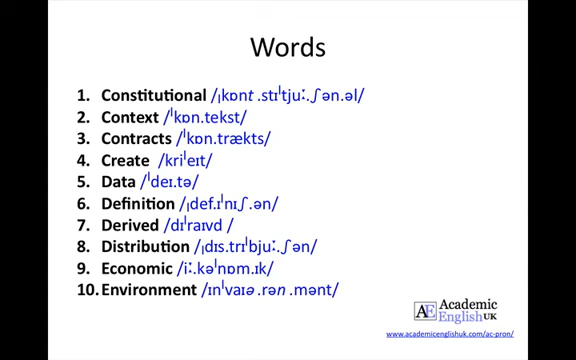 Words
1. Constitutional /ˌkɒnt .stɪˈtjuː.ʃən.əl/
2. Context /ˈkɒn.tekst/
3. Contracts /ˈkɒn.trækts/
4. Create /kriˈeɪt/
5. Data /ˈdeɪ.tə/
6. Definition /ˌdef.ɪˈnɪʃ.ən/
7. Derived /dɪˈraɪvd /
8. Distribution /ˌdɪs.trɪˈbjuː.ʃən/
9. Economic /iː.kəˈnɒm.ɪk/
10. Environment /ɪnˈvaɪə .rən .mənt/
AE Academic
English UK
www.academicenglishuk.com/ac-pron/